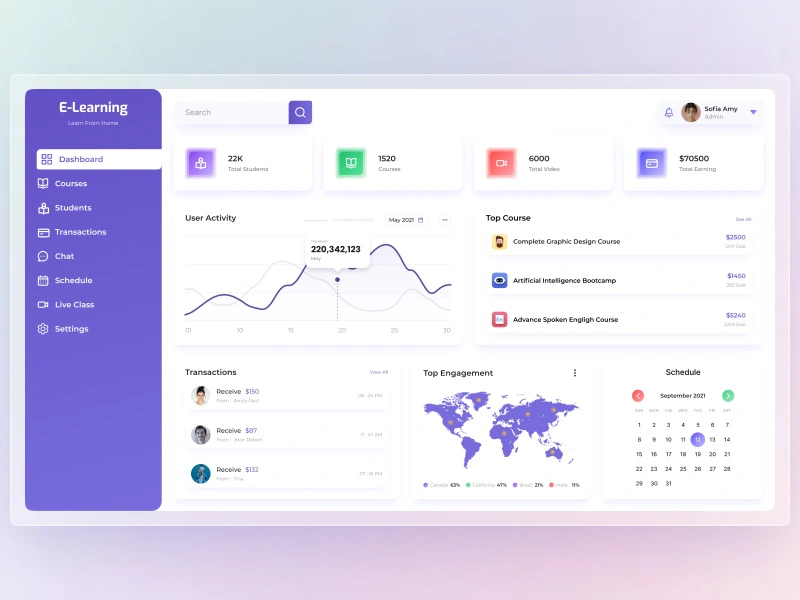 E-Learning
Learn From Home
Dashboard
Courses
Students
Transactions
Chat
Schedule
Live Class
Settings
Search
Sofia Amy
Admin
22K
Total Students
1520
Courses
6000
Total Video
$70500
Total Earning
User Activity
May 2021
220,342,123
May
01 10 15 20 25 30
Top Course
See All
Complete Graphic Design Course
$2500
1247 Sale
Artificial Intelligence Bootcamp
$1450
Sale
Advance Spoken Engligh Course
$5240
Sale
Transactions
View All
Receive $150
From : Amity Paul
08 : 24 PM
Receive $87
From : Jhon Robert
11 : 47 AM
Receive $132
From : Tina
07 : 15 PM
Top Engagement
Canada 63% California 47% Brazil 21% India 11%
Schedule
September 2021
SUN MON TUE WED THU FRI SAT
1 2 3 4 5 6 7
8 9 10 11 12 13 14
15 16 17 18 19 20 21
22 23 24 25 26 27 28
29 30 31